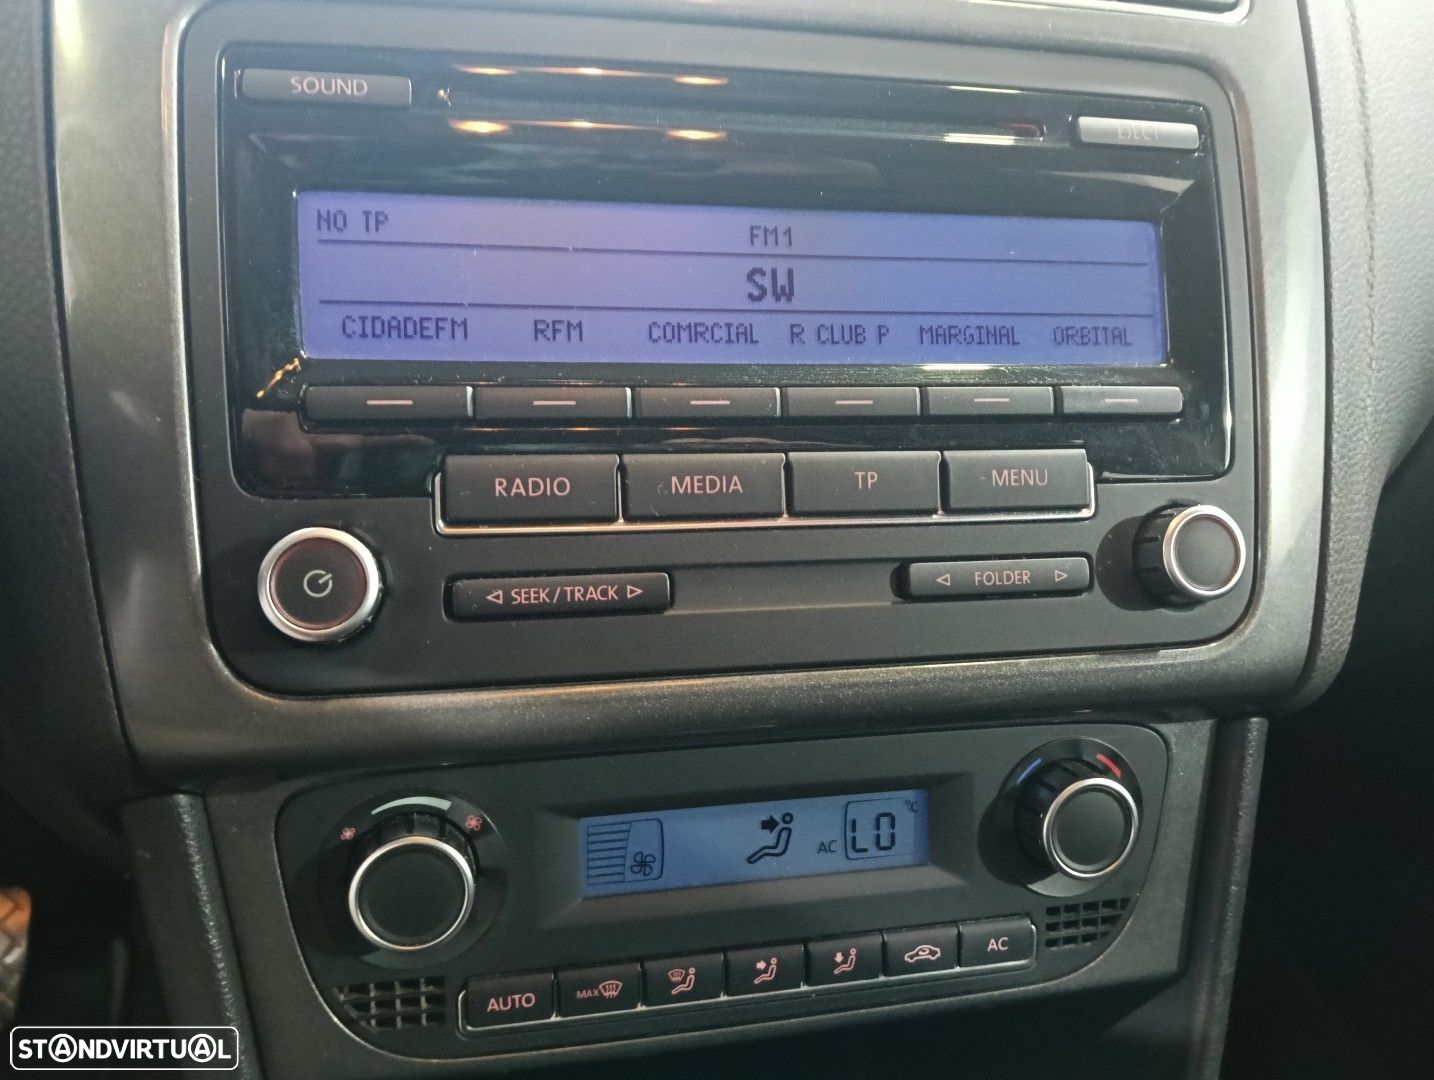 SOUND
EJECT
NO TP
FM1
SW
CIDADEFM RFM COMRCIAL R CLUB P MARGINAL ORBITAL
RADIO MEDIA TP MENU
SEEK/TRACK FOLDER
AC LO °C
AUTO MAX AC
STANDVIRTUAL